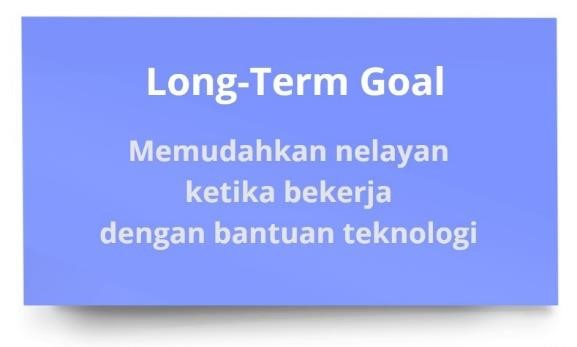 Long-Term Goal
Memudahkan nelayan
ketika bekerja
dengan bantuan teknologi